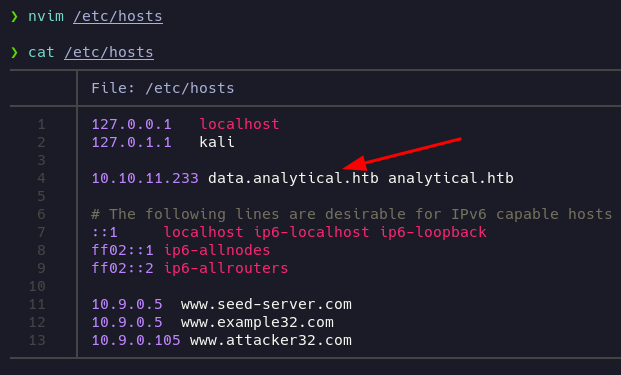 ❯ nvim /etc/hosts
❯ cat /etc/hosts
File: /etc/hosts
1 127.0.0.1   localhost
2 127.0.1.1   kali
3
4 10.10.11.233 data.analytical.htb analytical.htb
5
6 # The following lines are desirable for IPv6 capable hosts
7 ::1     localhost ip6-localhost ip6-loopback
8 ff02::1 ip6-allnodes
9 ff02::2 ip6-allrouters
10
11 10.9.0.5  www.seed-server.com
12 10.9.0.5  www.example32.com
13 10.9.0.105 www.attacker32.com